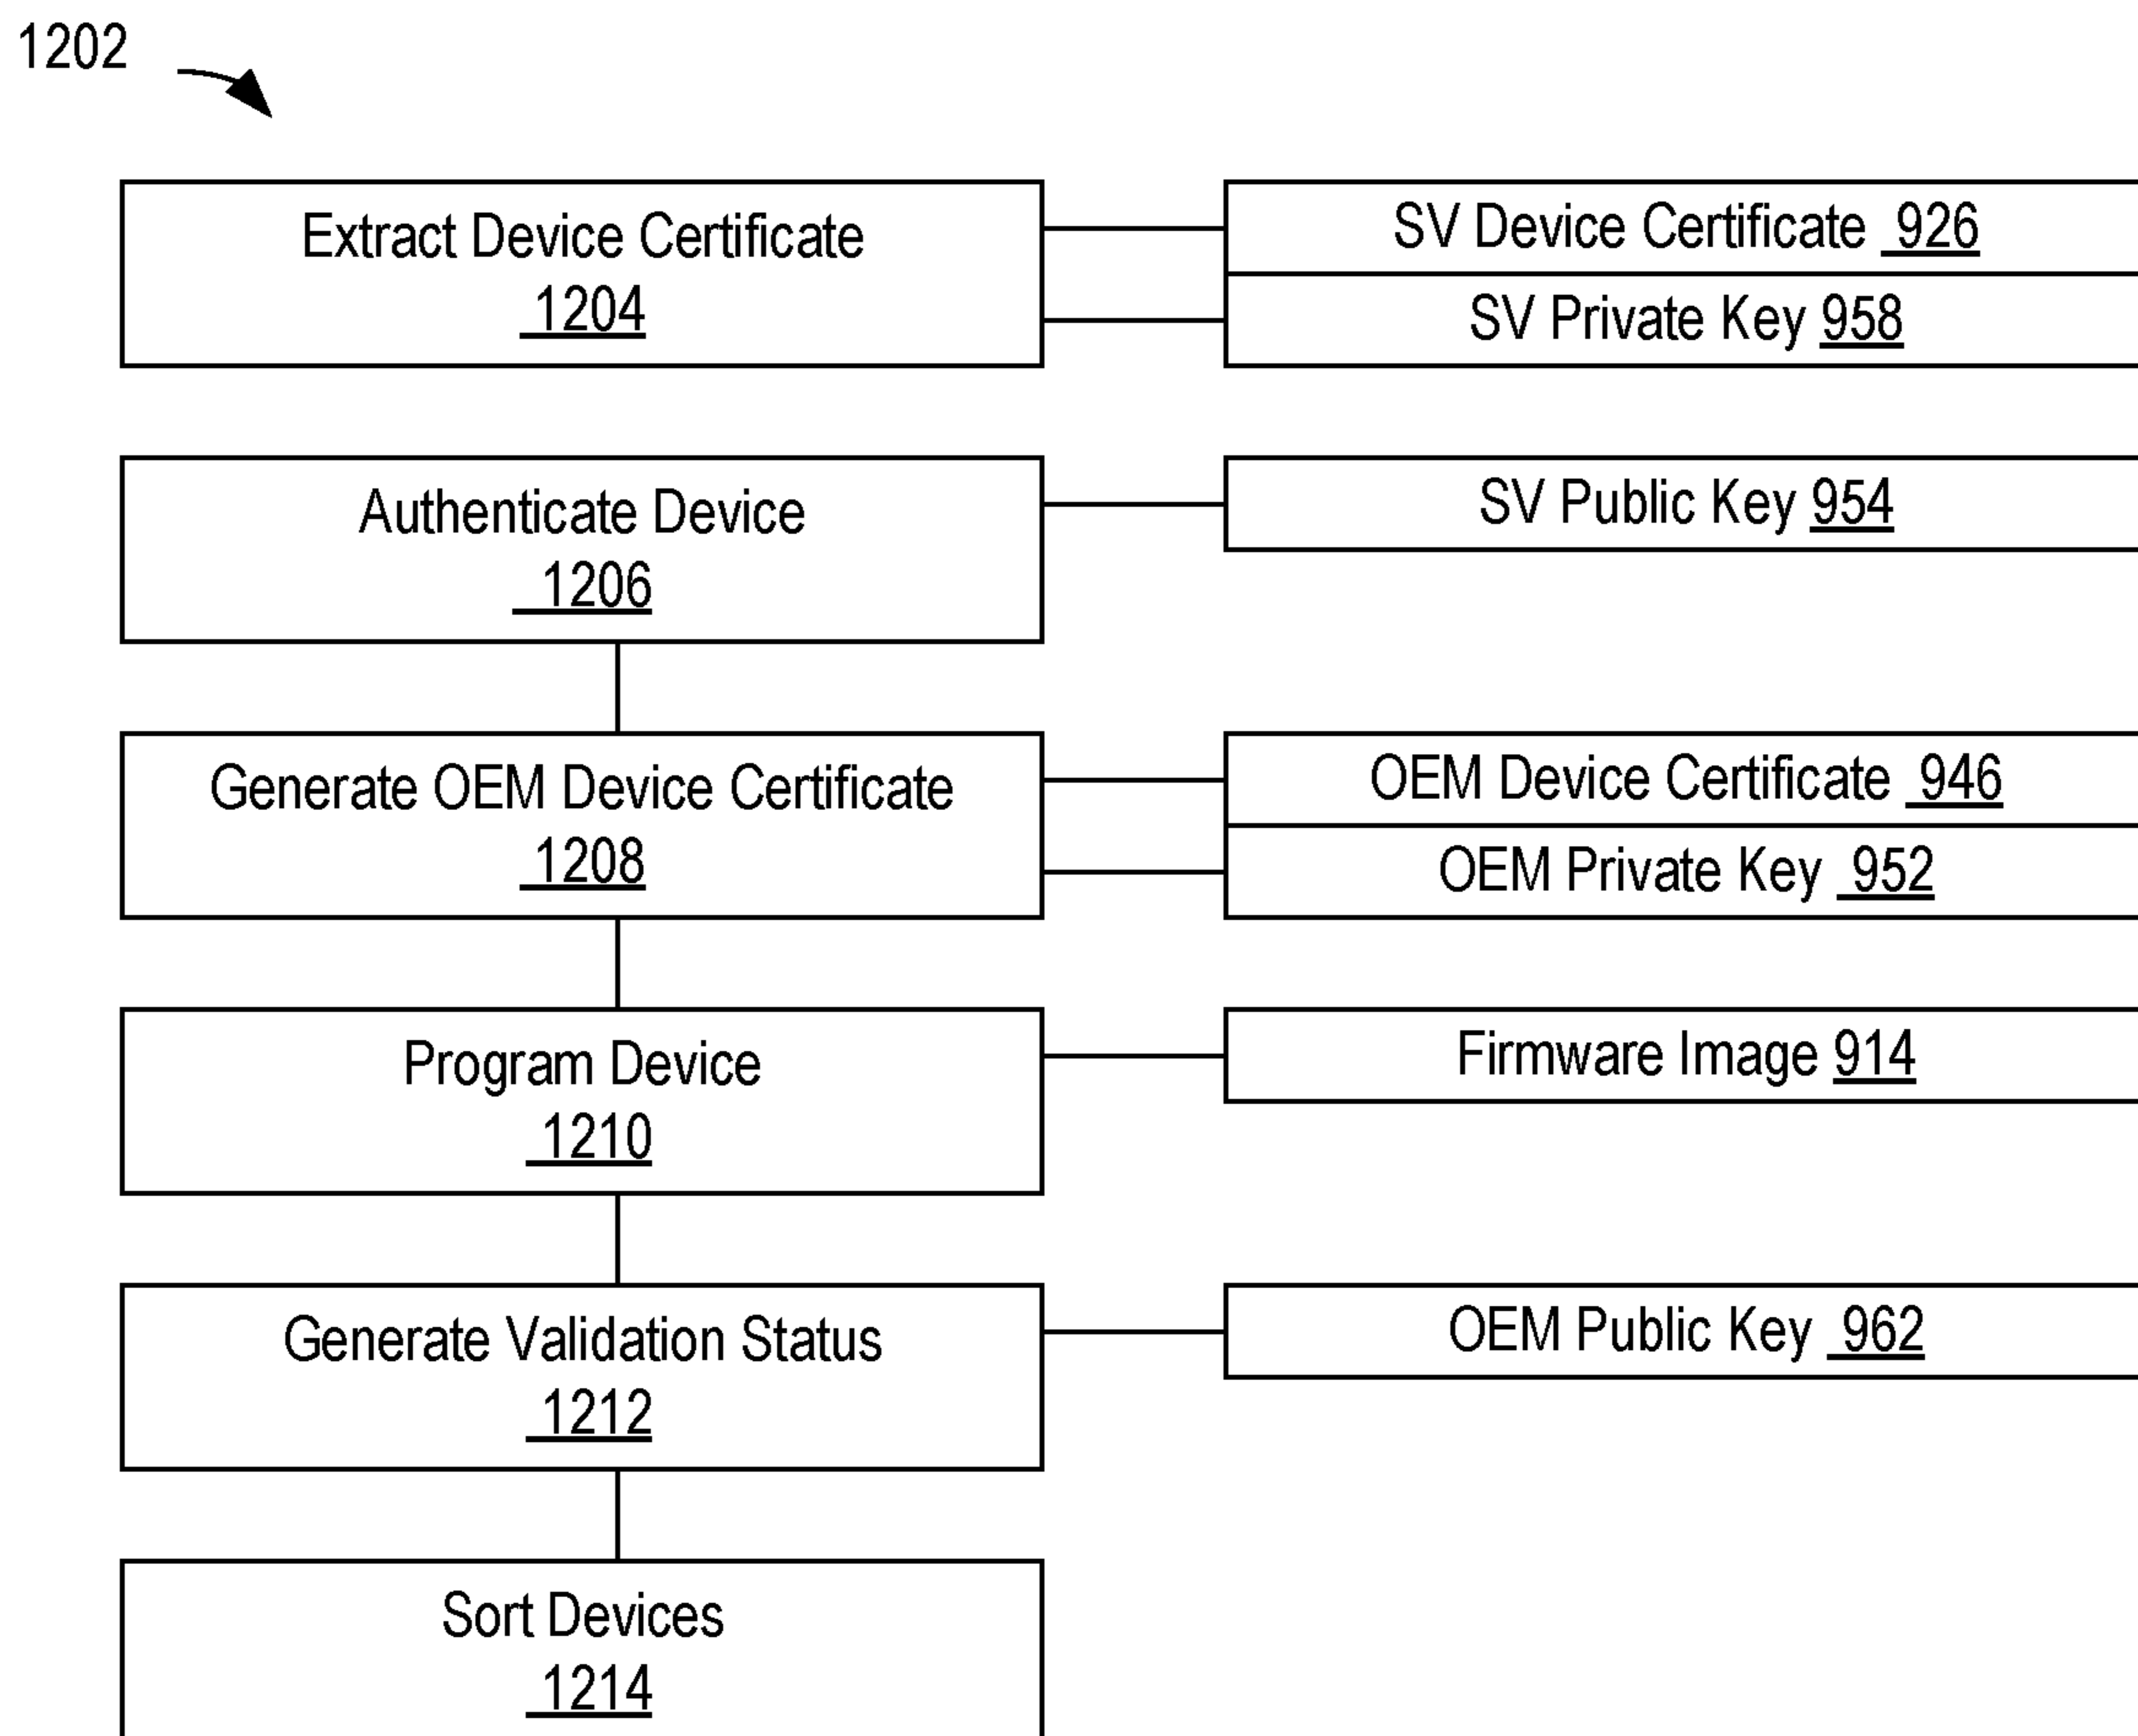 1202
Extract Device Certificate
1204
SV Device Certificate 926
SV Private Key 958
Authenticate Device
1206
SV Public Key 954
Generate OEM Device Certificate
1208
OEM Device Certificate 946
OEM Private Key 952
Program Device
1210
Firmware Image 914
Generate Validation Status
1212
OEM Public Key 962
Sort Devices
1214